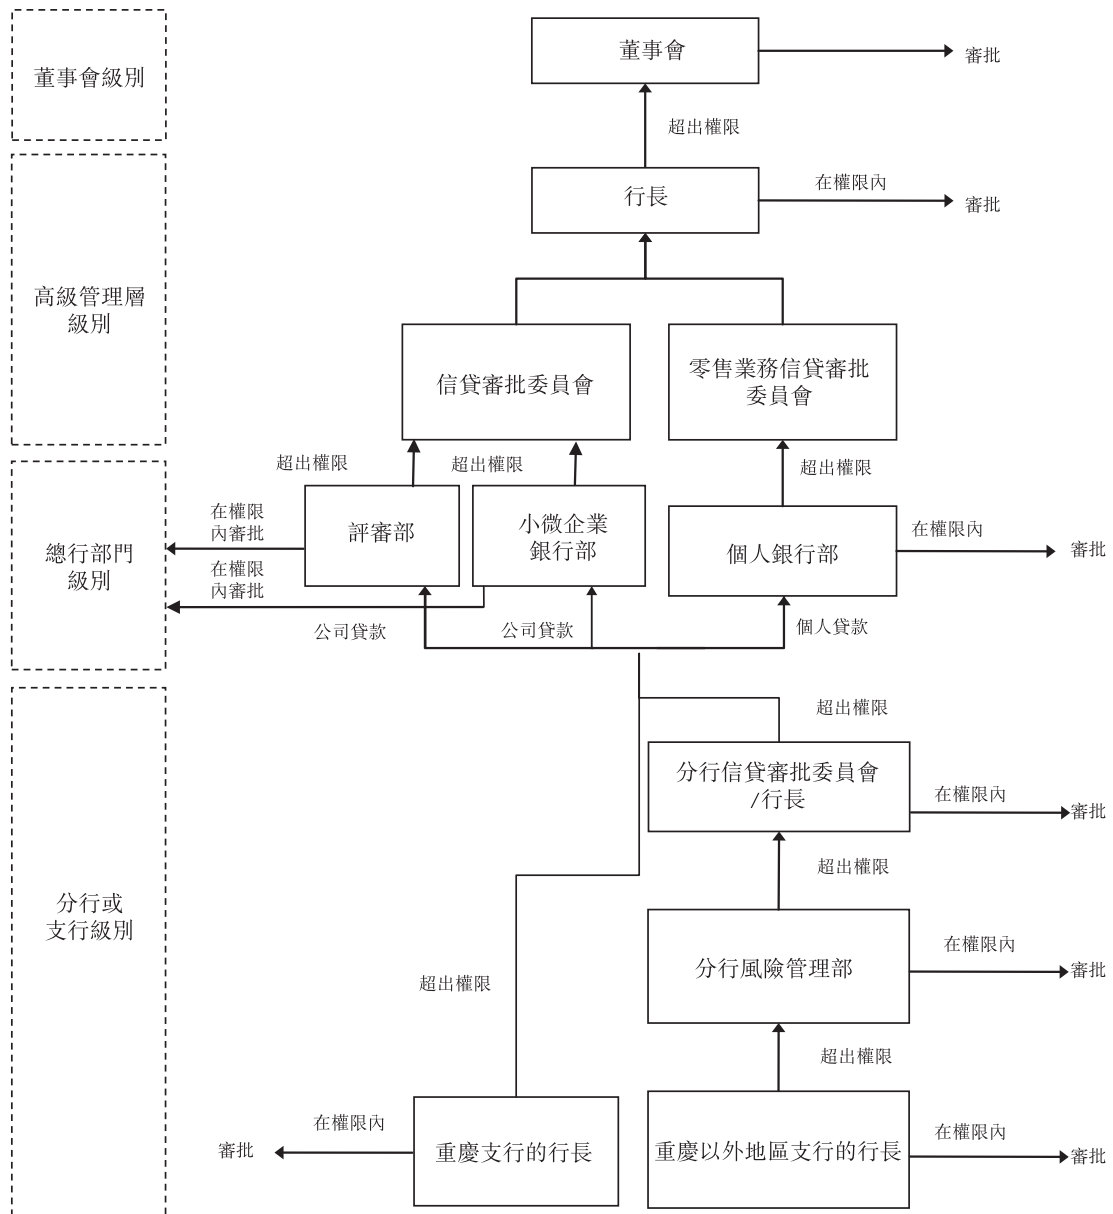 董事會級別
董事會
審批
超出權限
行長
在權限內
審批
高級管理層
級別
信貸審批委員會
零售業務信貸審批
委員會
超出權限
超出權限
超出權限
總行部門
級別
在權限
內審批
在權限
內審批
評審部
小微企業
銀行部
個人銀行部
在權限內
審批
公司貸款
公司貸款
個人貸款
分行或
支行級別
超出權限
分行信貸審批委員會
/行長
在權限內
審批
超出權限
分行風險管理部
在權限內
審批
超出權限
超出權限
審批
在權限內
重慶支行的行長
重慶以外地區支行的行長
在權限內
審批